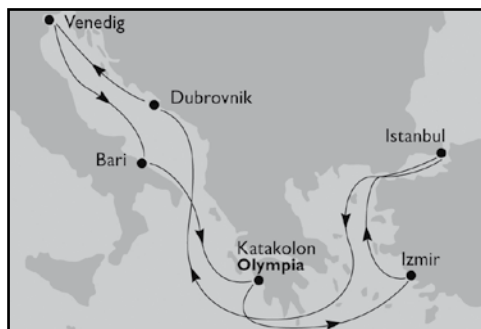 Venedig
Dubrovnik
Istanbul
Bari
Katakolon
Olympia
Izmir